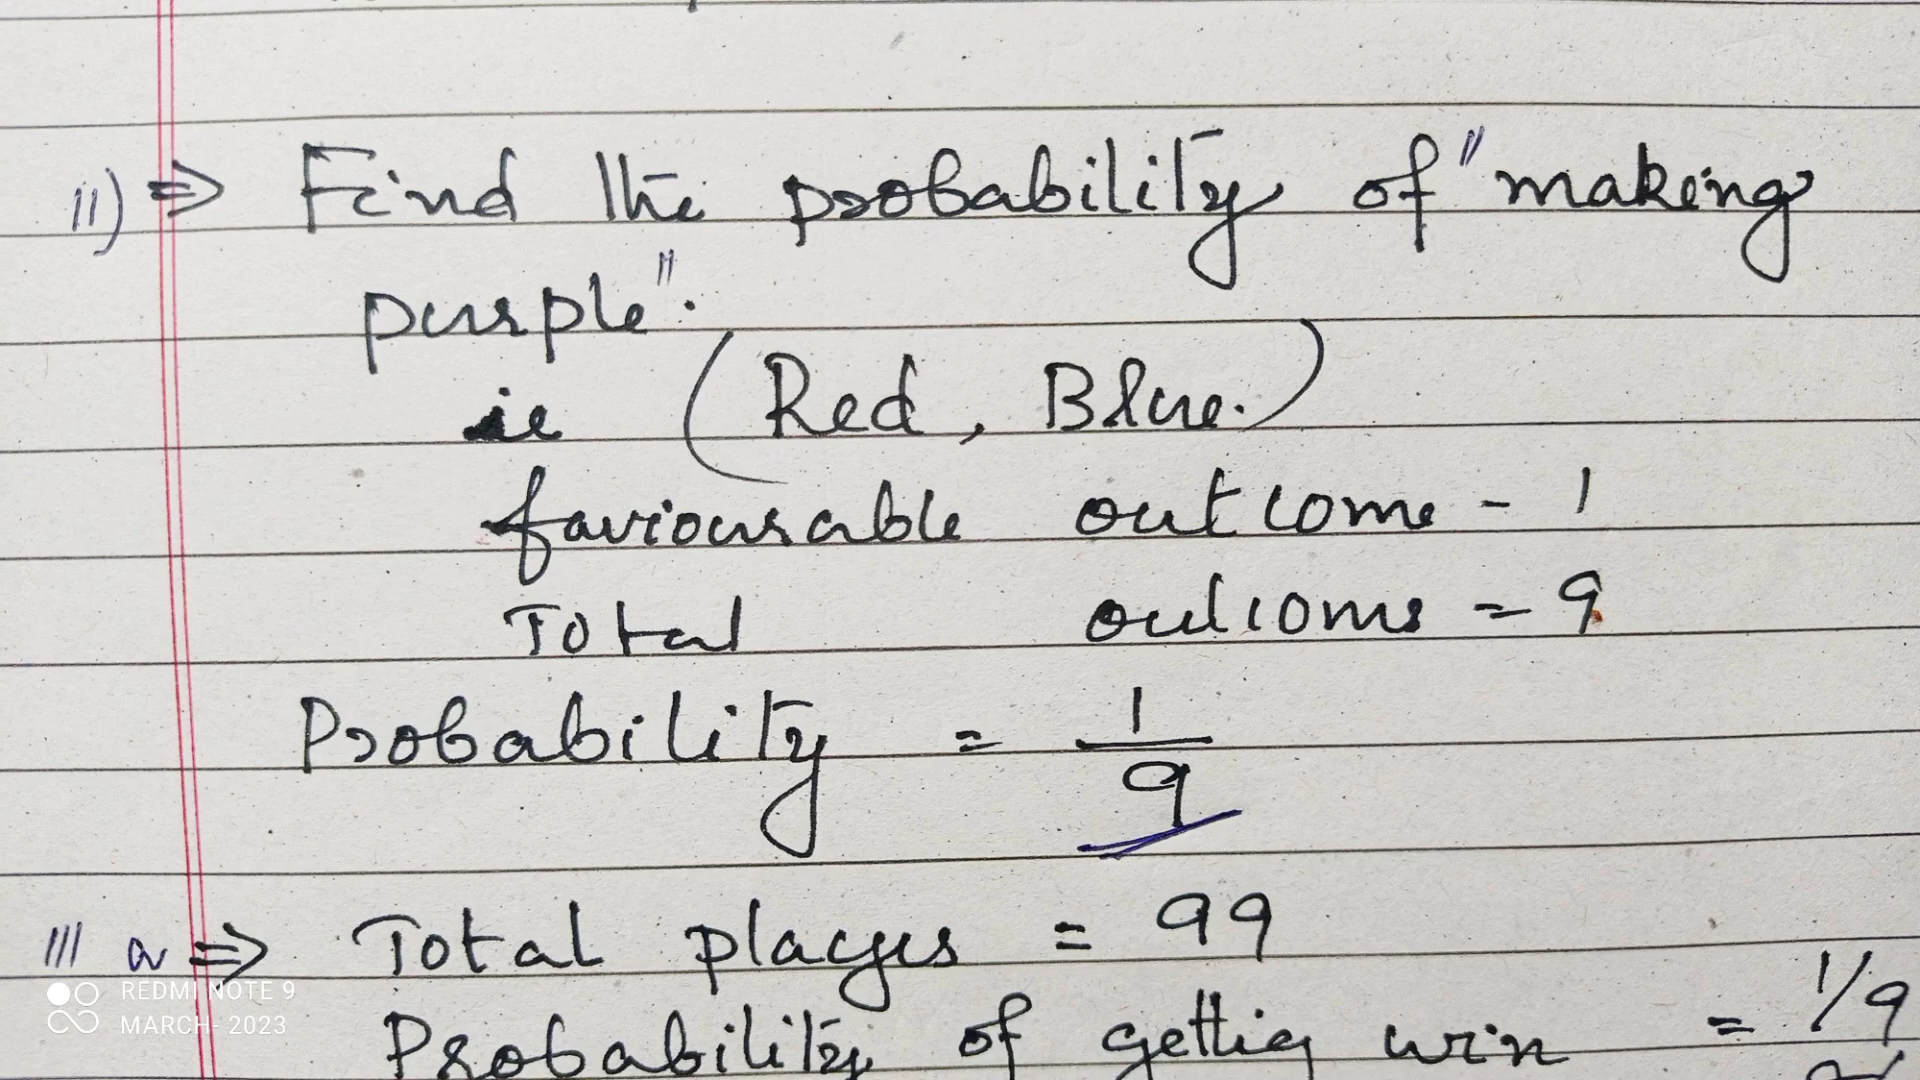 ii) ⇒ Find the probability of "making
purple".
ie (Red, Blue.)
faviourable outcome - 1
Total outcome = 9
Probability = 1/9
iii a ⇒ Total players = 99
Probability of gettig win = 1/9
REDMI NOTE 9
MARCH- 2023